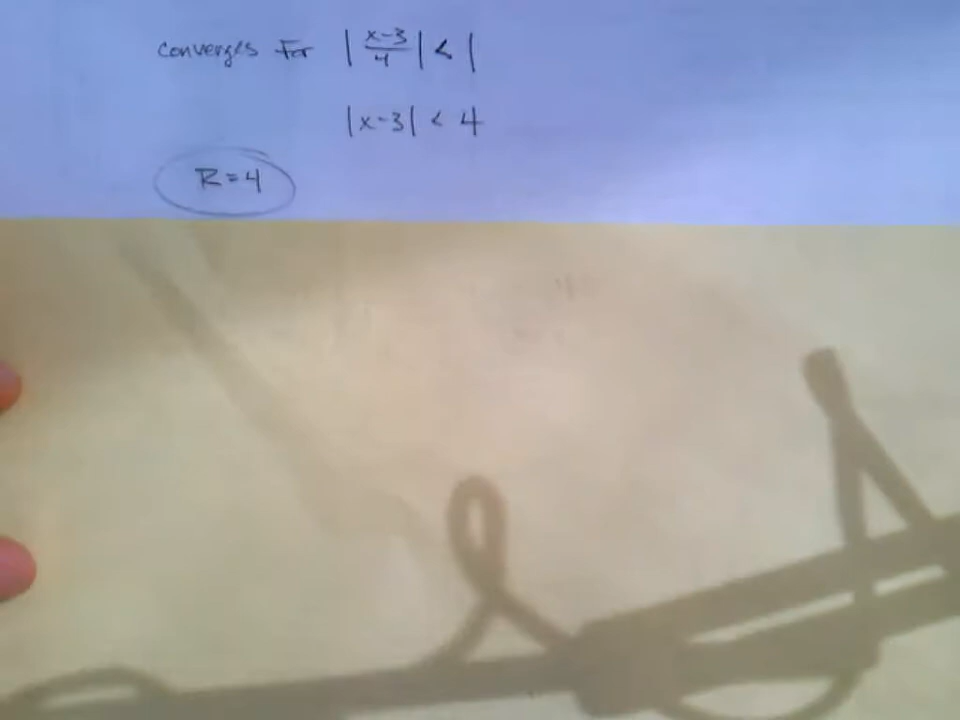 converges for |x-3/4| < 1
|x-3| < 4
R=4